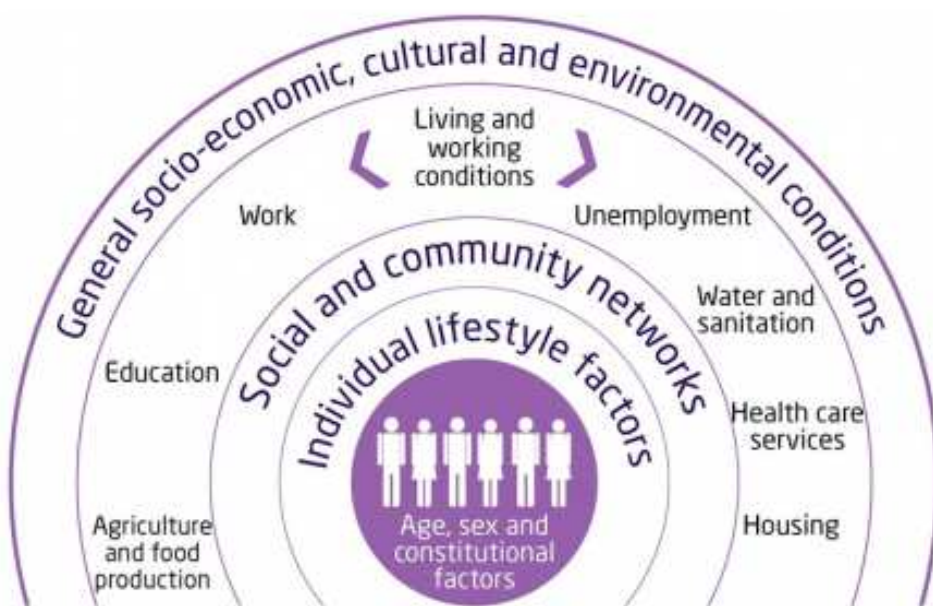 General socio-economic, cultural and environmental conditions
Living and
working
conditions
Work
Unemployment
Social and community networks
Water and
sanitation
Individual lifestyle factors
Education
Health care
services
Age, sex and
constitutional
factors
Agriculture
and food
production
Housing